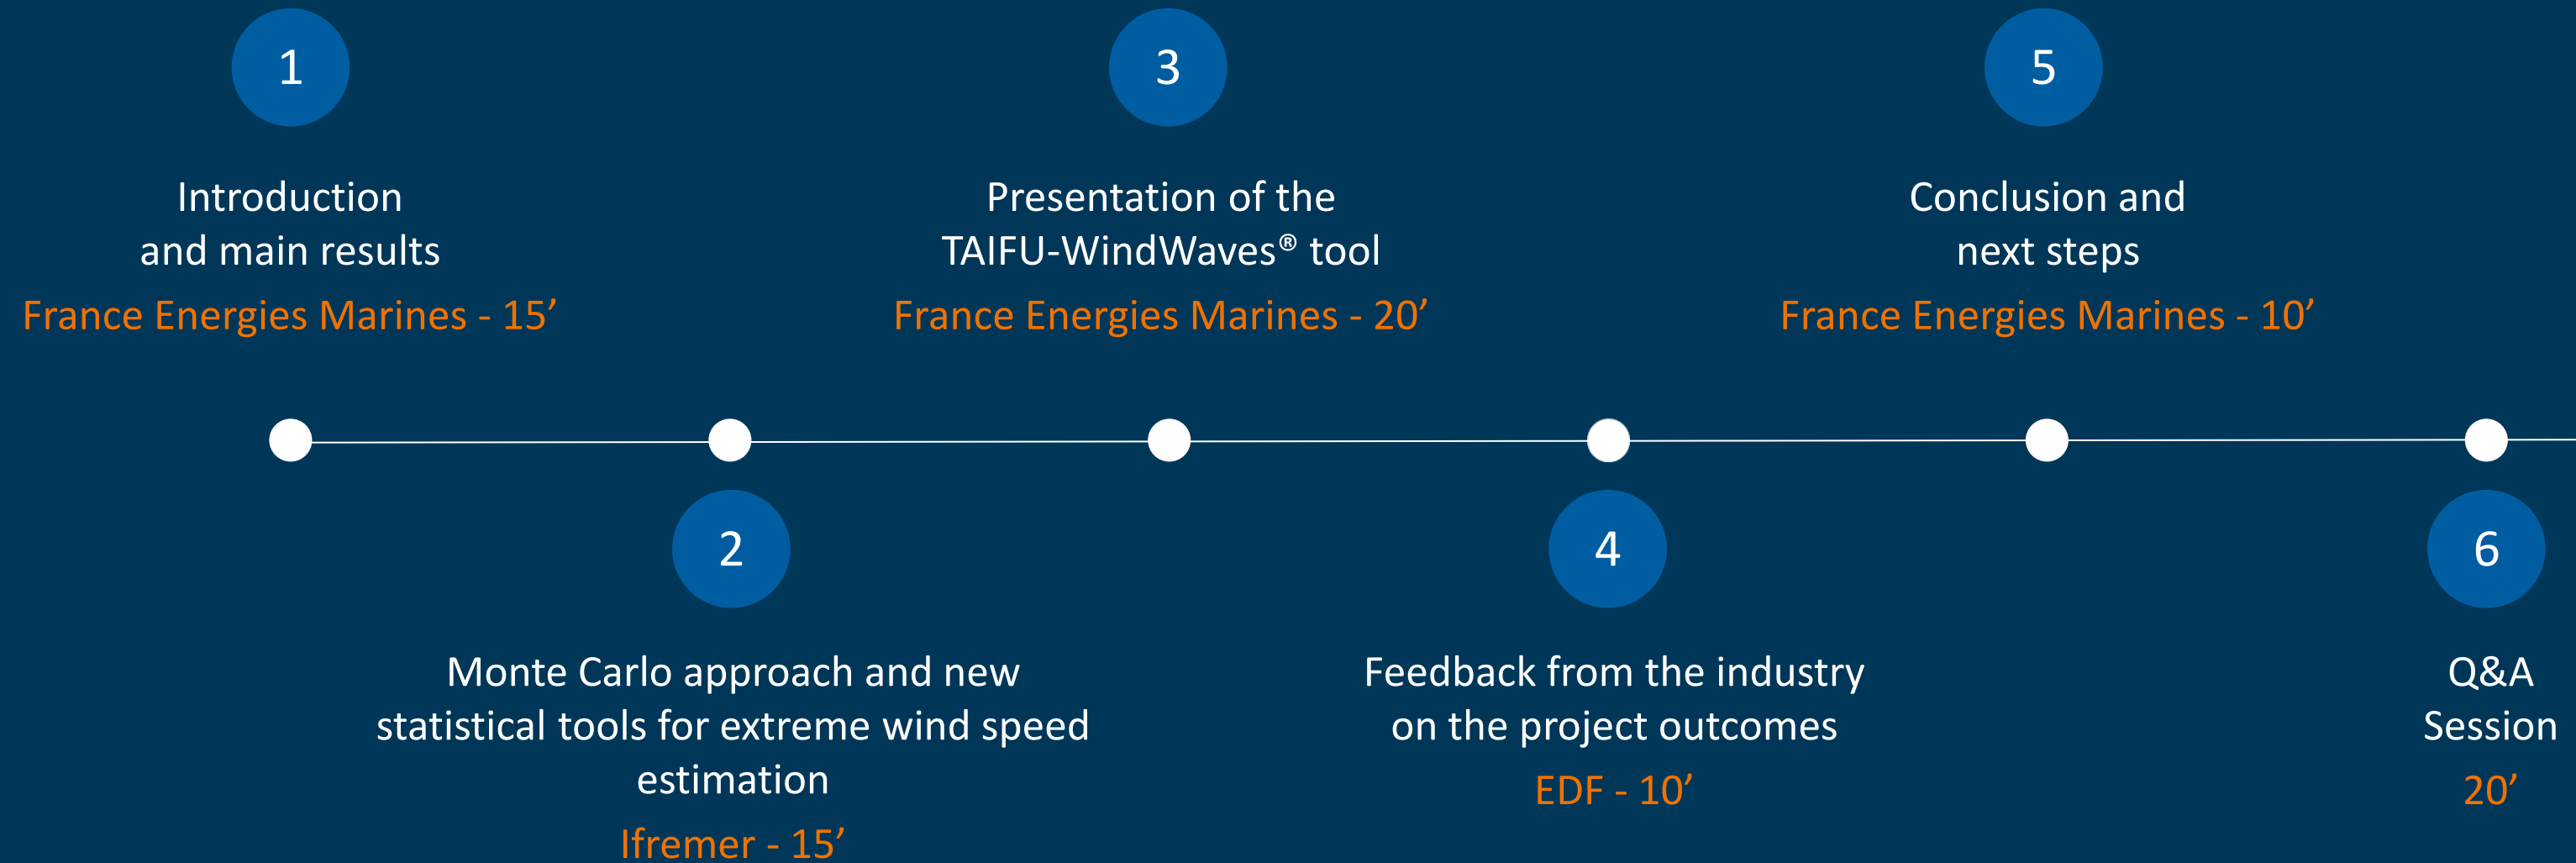 1
Introduction
and main results
France Energies Marines - 15’
2
Monte Carlo approach and new
statistical tools for extreme wind speed
estimation
Ifremer - 15’
3
Presentation of the
TAIFU-WindWaves® tool
France Energies Marines - 20’
4
Feedback from the industry
on the project outcomes
EDF - 10’
5
Conclusion and
next steps
France Energies Marines - 10’
6
Q&A
Session
20’